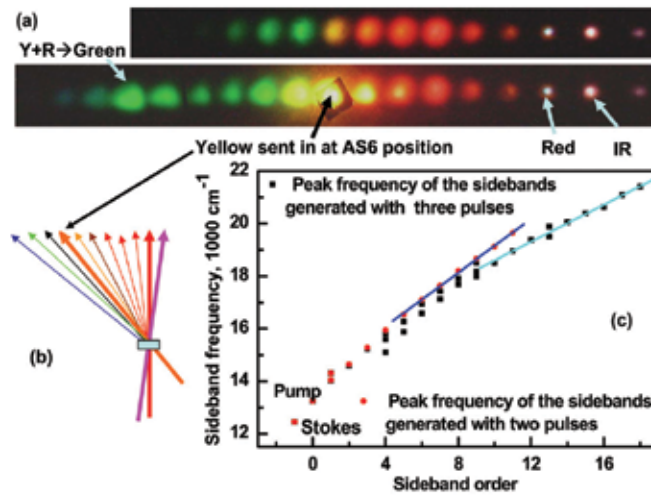 (a)
Y+R→Green
Yellow sent in at AS6 position
Red
IR
(b)
22
20
18
16
14
12
Sideband frequency, 1000 cm⁻¹
Peak frequency of the sidebands
generated with three pulses
(c)
Pump
Stokes
Peak frequency of the sidebands
generated with two pulses
0
4
8
12
16
Sideband order